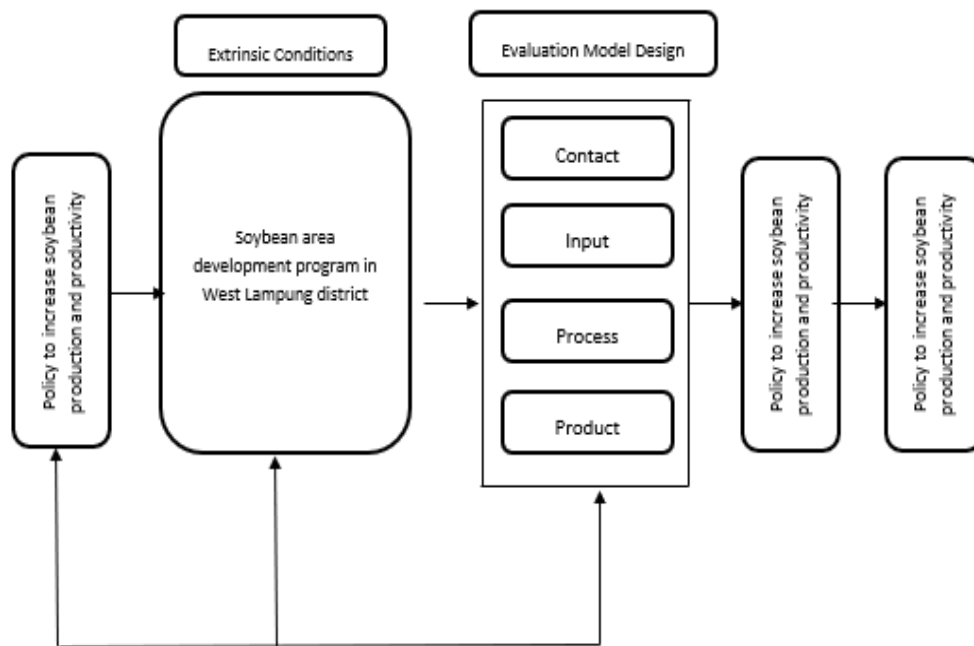 Extrinsic Conditions
Evaluation Model Design
Policy to increase soybean
production and productivity
Soybean area
development program in
West Lampung district
Contact
Input
Process
Product
Policy to increase soybean
production and productivity
Policy to increase soybean
production and productivity